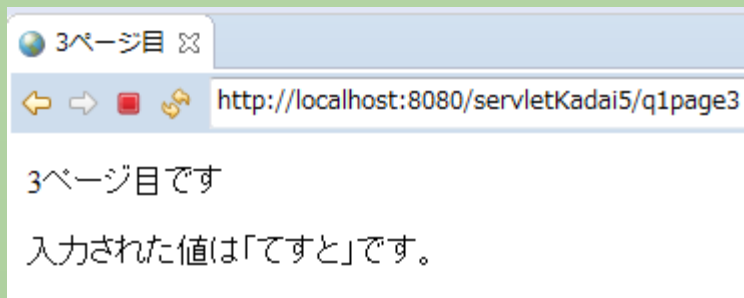 3ページ目
http://localhost:8080/servletKadai5/q1page3
3ページ目です
入力された値は「てすと」です。